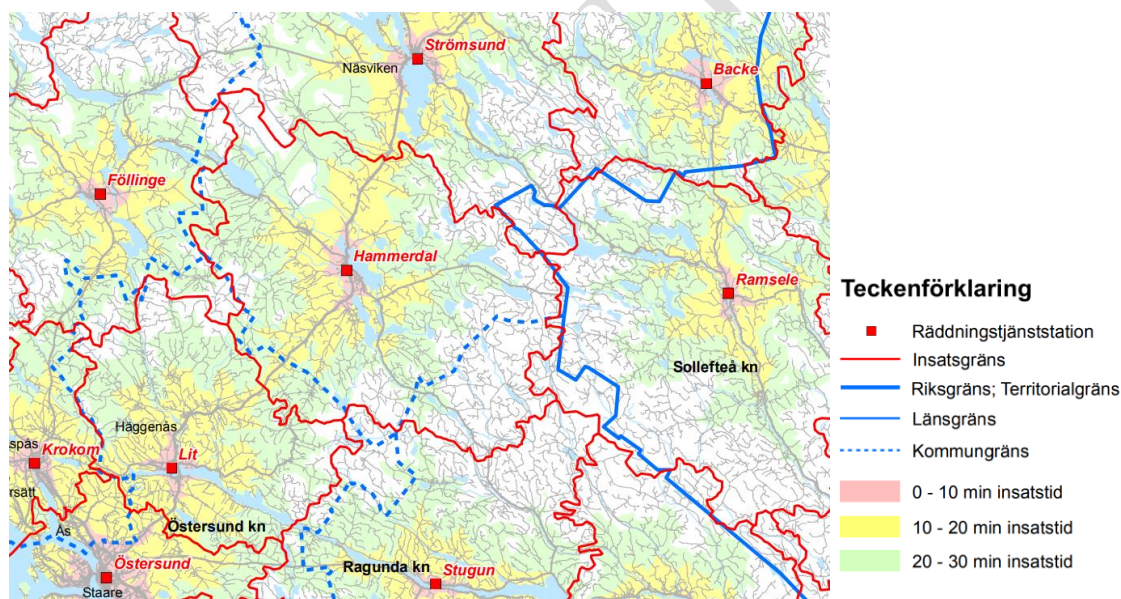 Strömsund
Näsviken
Backe
Föllinge
Hammerdal
Ramsele
Sollefteå kn
Häggenås
Krokom
Lit
Ås
Östersund kn
Östersund
Staare
Ragunda kn
Stugun
Teckenförklaring
Räddningstjänststation
Insatsgräns
Riksgräns; Territorialgräns
Länsgräns
Kommungräns
0 - 10 min insatstid
10 - 20 min insatstid
20 - 30 min insatstid